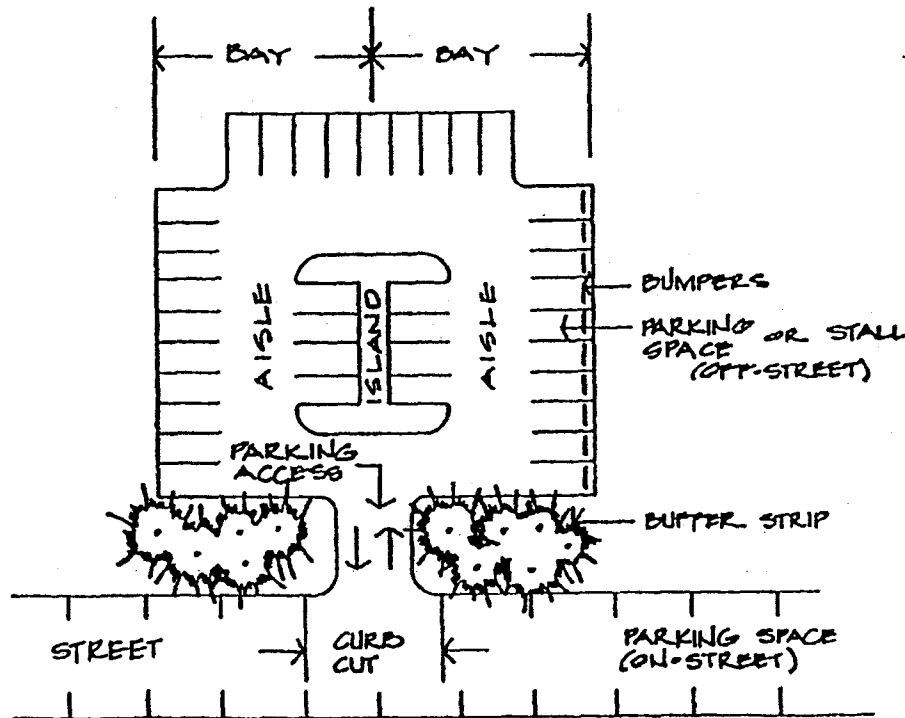 BAY
BAY
AISLE
ISLAND
AISLE
BUMPERS
PARKING OR STALL
SPACE
(OFF-STREET)
PARKING
ACCESS
BUFFER STRIP
STREET
CURB
CUT
PARKING SPACE
(ON-STREET)